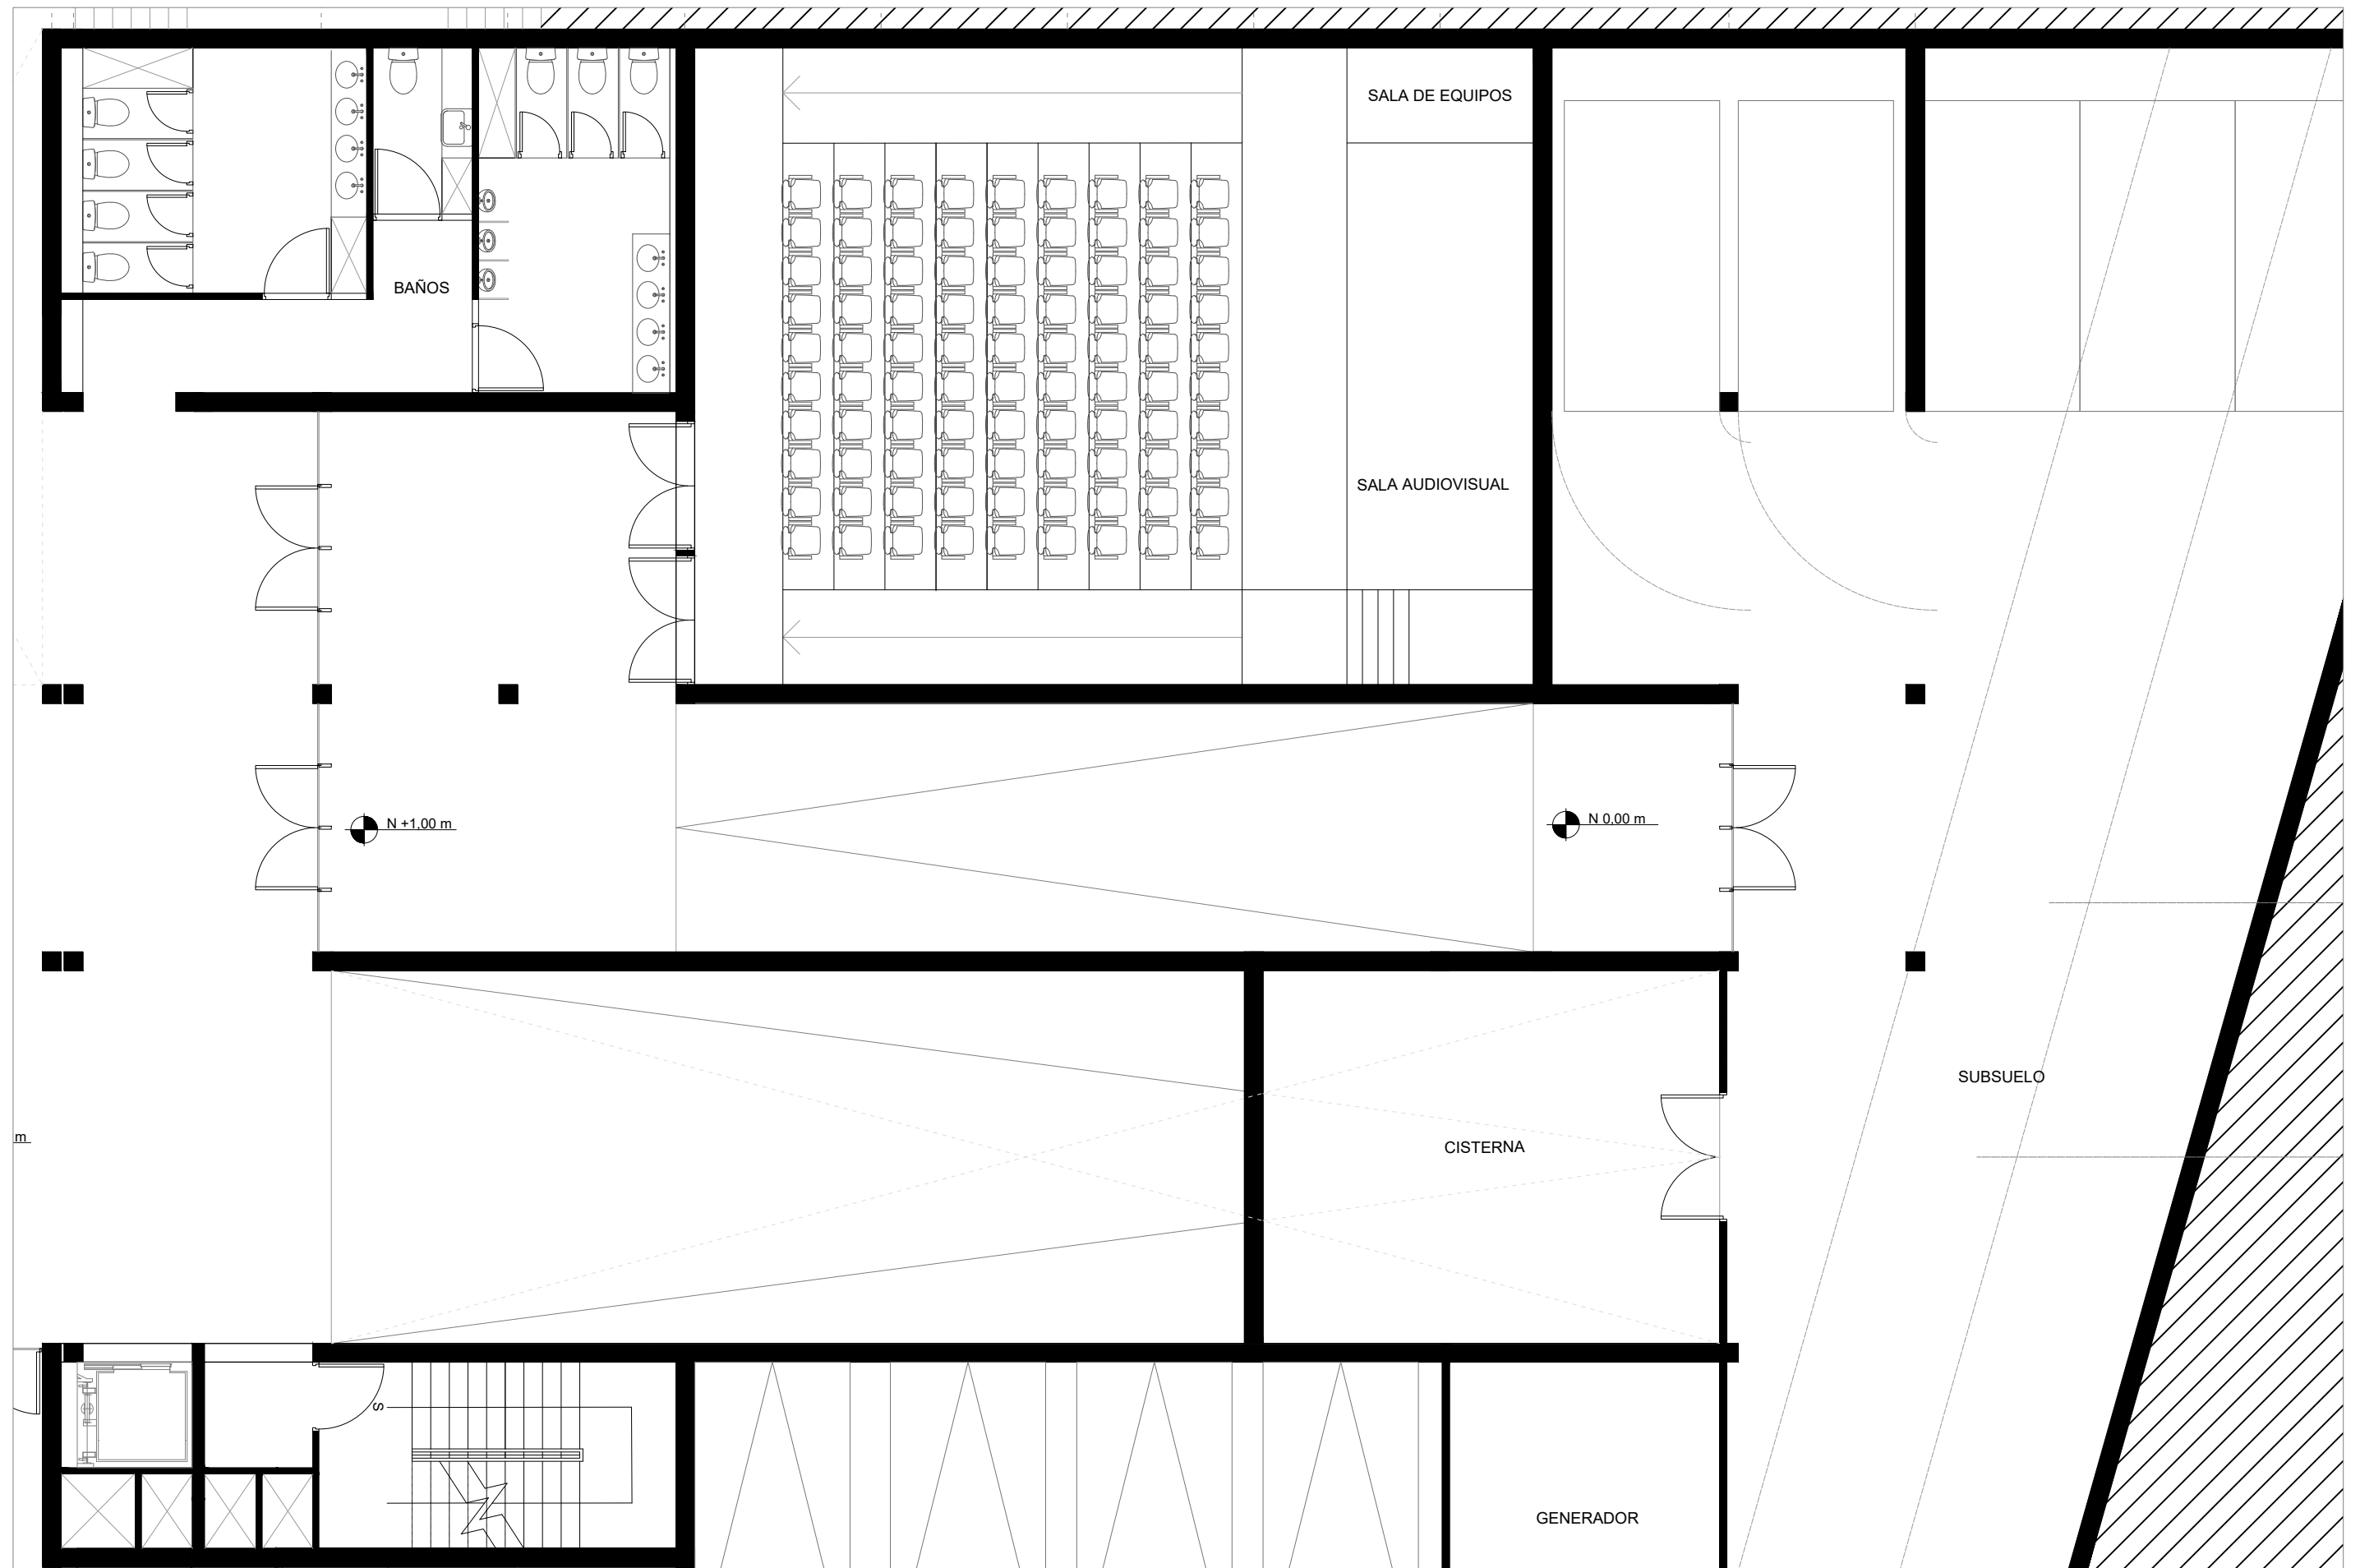 SALA DE EQUIPOS
BAÑOS
SALA AUDIOVISUAL
N +1,00 m
N 0,00 m
SUBSUELO
m
CISTERNA
S
GENERADOR